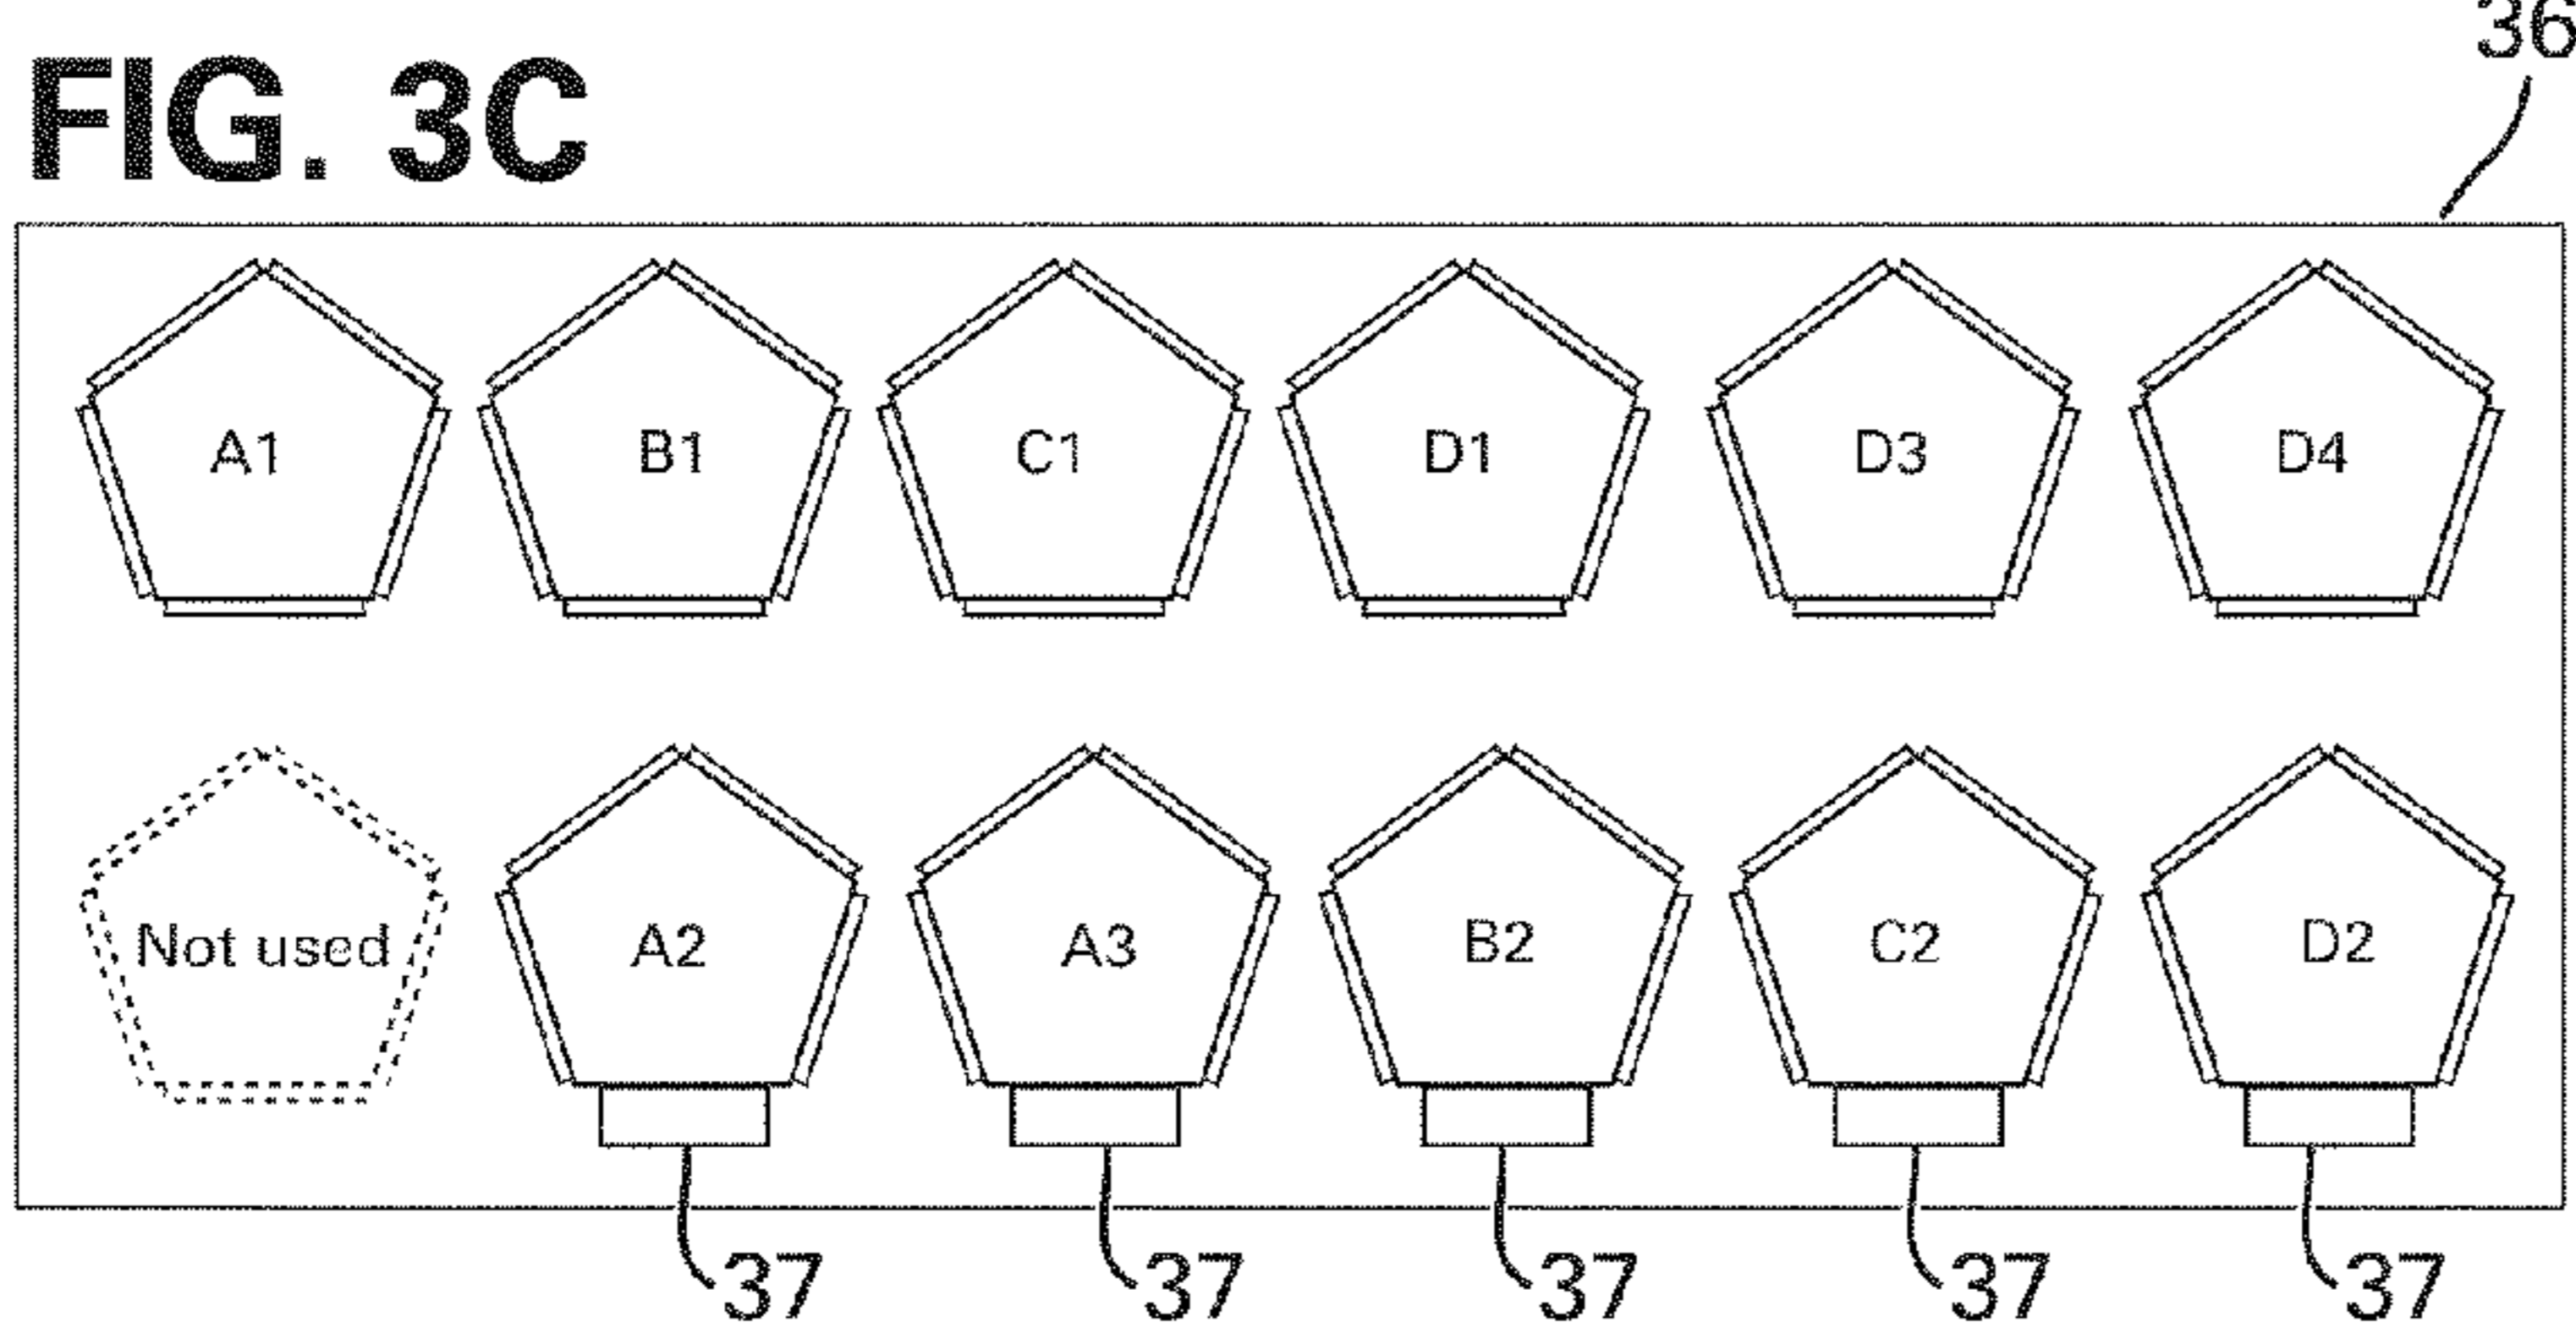 36
FIG. 3C
A1 B1 C1 D1 D3 D4
Not used A2 A3 B2 C2 D2
37 37 37 37 37